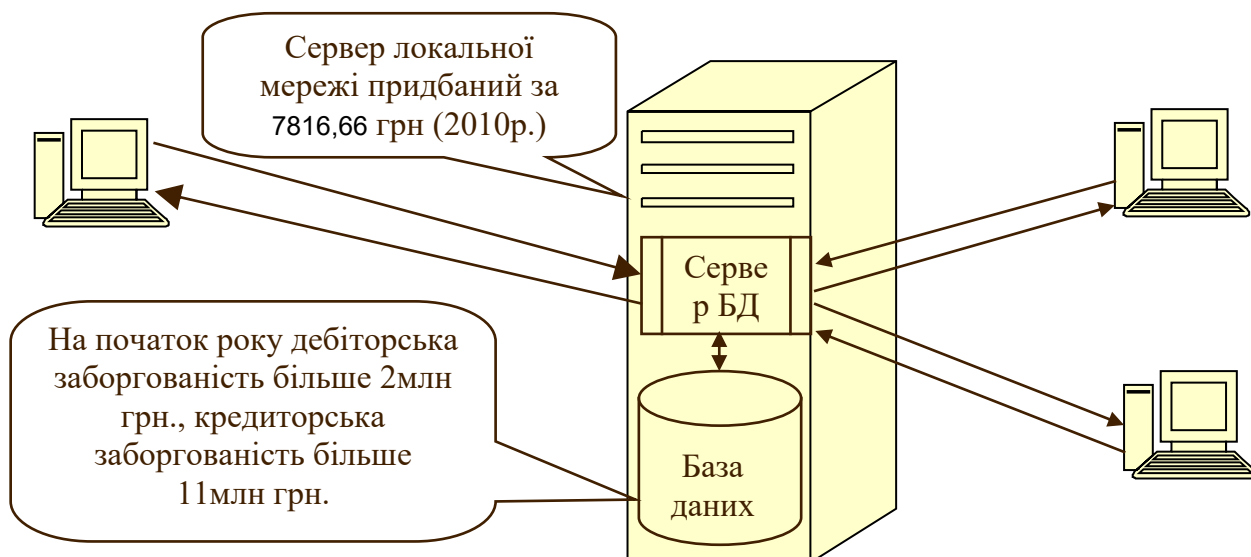 Сервер локальної
мережі придбаний за
7816,66 грн (2010р.)
Серве
р БД
На початок року дебіторська
заборгованість більше 2млн
грн., кредиторська
заборгованість більше
11млн грн.
База
даних